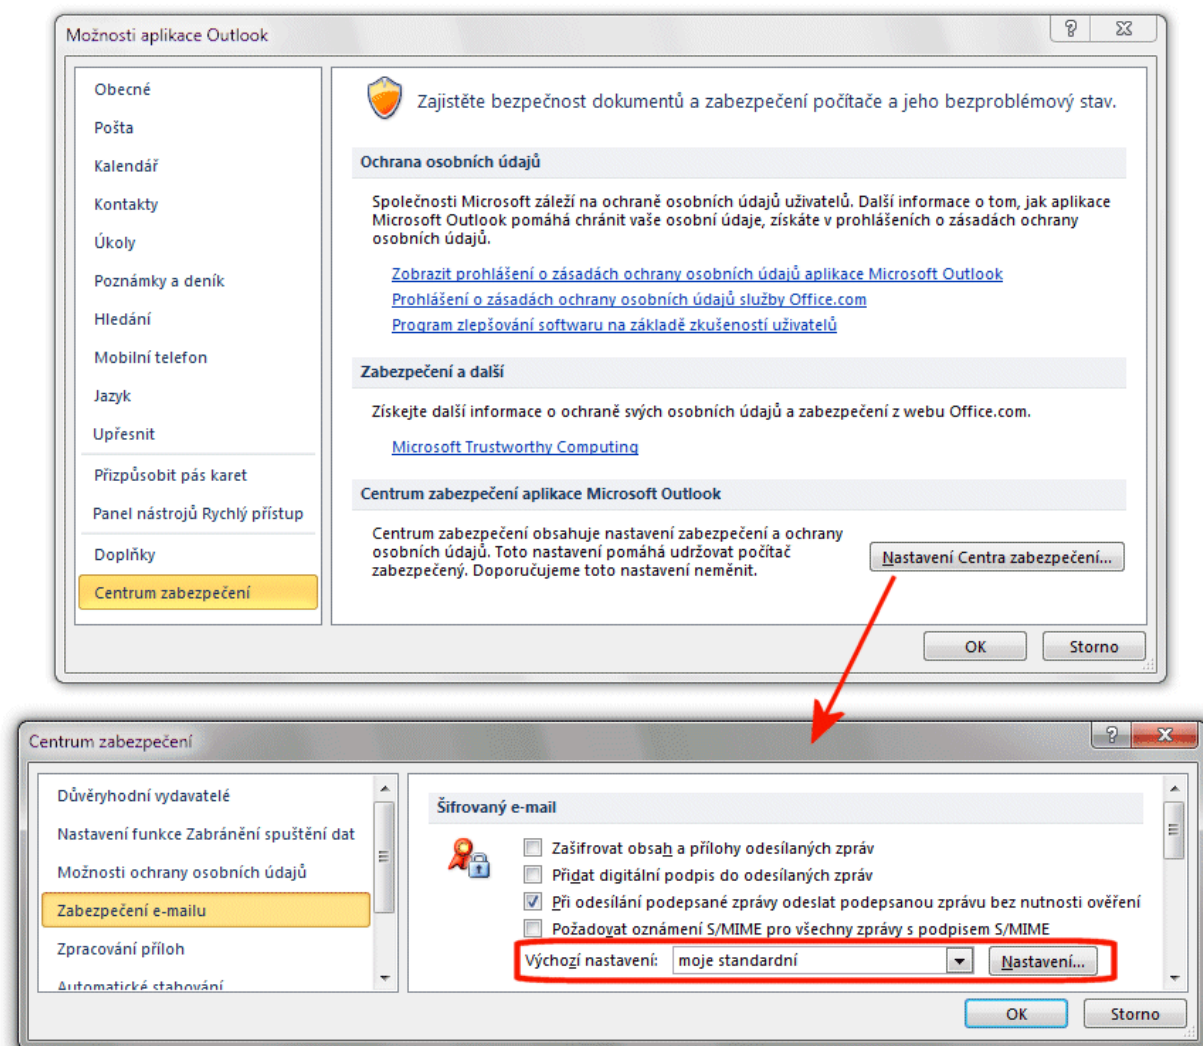 Možnosti aplikace Outlook
Obecné
Pošta
Kalendář
Kontakty
Úkoly
Poznámky a deník
Hledání
Mobilní telefon
Jazyk
Upřesnit
Přizpůsobit pás karet
Panel nástrojů Rychlý přístup
Doplňky
Centrum zabezpečení
Zajistěte bezpečnost dokumentů a zabezpečení počítače a jeho bezproblémový stav.
Ochrana osobních údajů
Společnosti Microsoft záleží na ochraně osobních údajů uživatelů. Další informace o tom, jak aplikace
Microsoft Outlook pomáhá chránit vaše osobní údaje, získáte v prohlášeních o zásadách ochrany
osobních údajů.
Zobrazit prohlášení o zásadách ochrany osobních údajů aplikace Microsoft Outlook
Prohlášení o zásadách ochrany osobních údajů služby Office.com
Program zlepšování softwaru na základě zkušeností uživatelů
Zabezpečení a další
Získejte další informace o ochraně svých osobních údajů a zabezpečení z webu Office.com.
Microsoft Trustworthy Computing
Centrum zabezpečení aplikace Microsoft Outlook
Centrum zabezpečení obsahuje nastavení zabezpečení a ochrany
osobních údajů. Toto nastavení pomáhá udržovat počítač
zabezpečený. Doporučujeme toto nastavení neměnit.
Nastavení Centra zabezpečení...
OK
Storno
Centrum zabezpečení
Důvěryhodní vydavatelé
Nastavení funkce Zabránění spuštění dat
Možnosti ochrany osobních údajů
Zabezpečení e-mailu
Zpracování příloh
Automatické stahování
Šifrovaný e-mail
Zašifrovat obsah a přílohy odesílaných zpráv
Přidat digitální podpis do odesílaných zpráv
Při odesílání podepsané zprávy odeslat podepsanou zprávu bez nutnosti ověření
Požadovat oznámení S/MIME pro všechny zprávy s podpisem S/MIME
Výchozí nastavení: moje standardní Nastavení...
OK
Storno